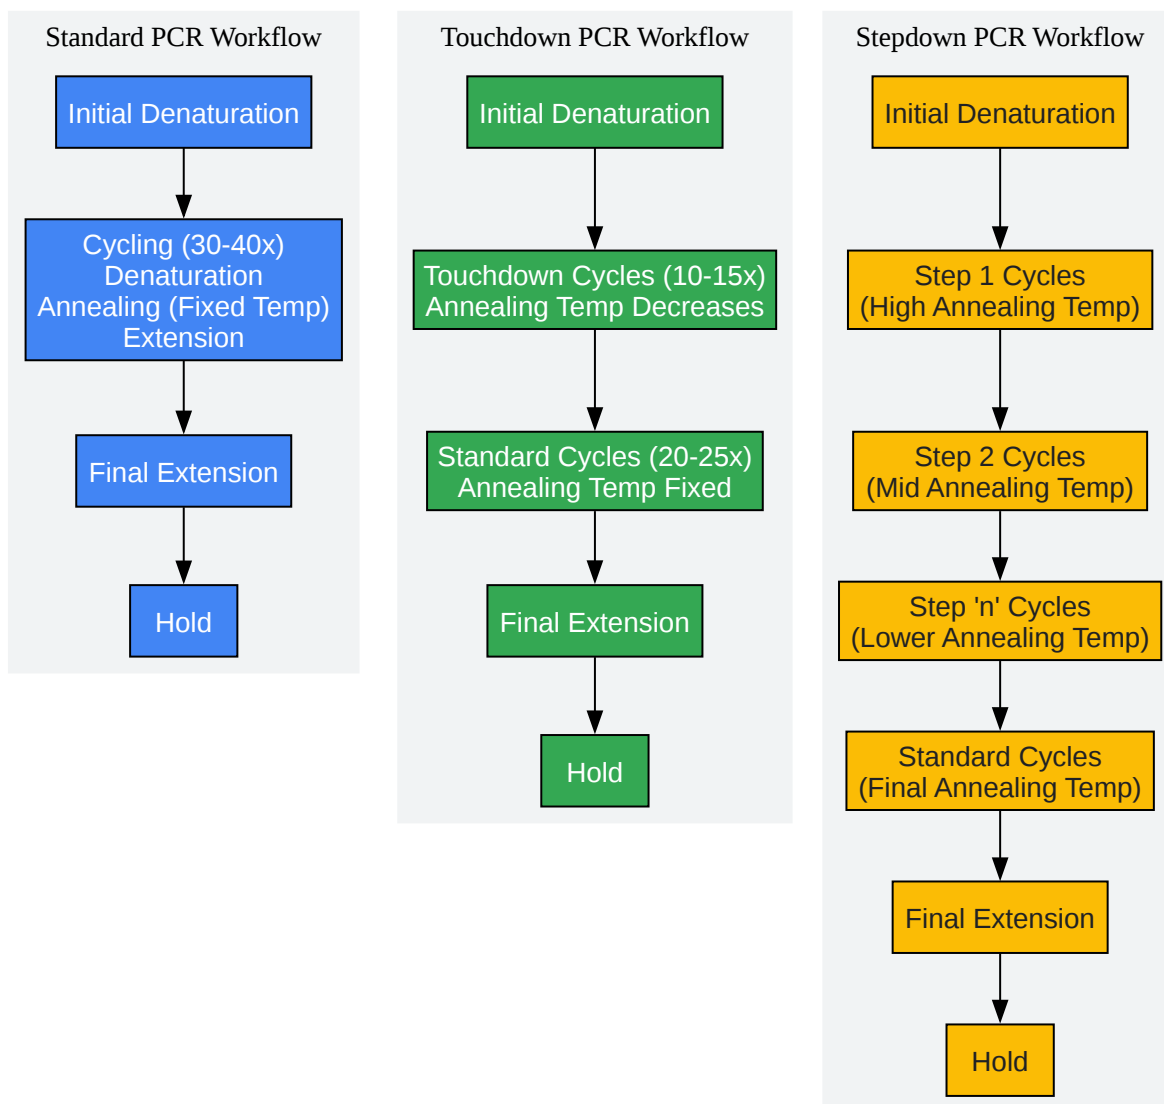 Standard PCR Workflow
Initial Denaturation
Cycling (30-40x)
Denaturation
Annealing (Fixed Temp)
Extension
Final Extension
Hold
Touchdown PCR Workflow
Initial Denaturation
Touchdown Cycles (10-15x)
Annealing Temp Decreases
Standard Cycles (20-25x)
Annealing Temp Fixed
Final Extension
Hold
Stepdown PCR Workflow
Initial Denaturation
Step 1 Cycles
(High Annealing Temp)
Step 2 Cycles
(Mid Annealing Temp)
Step 'n' Cycles
(Lower Annealing Temp)
Standard Cycles
(Final Annealing Temp)
Final Extension
Hold